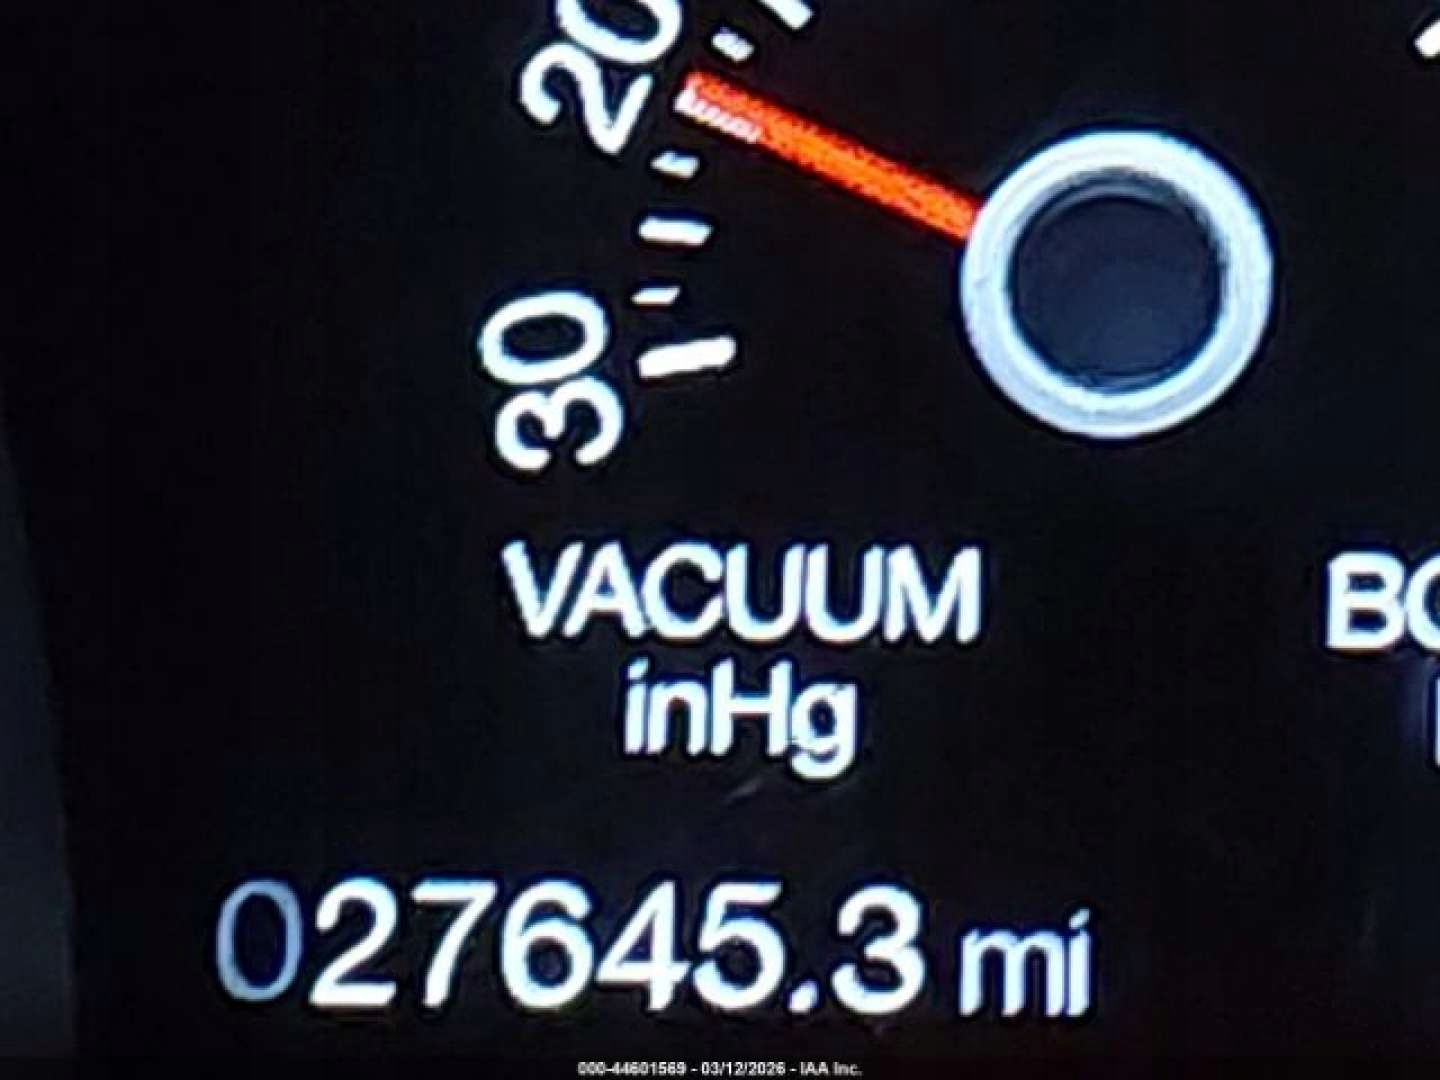 20
30
VACUUM
inHg
027645.3 mi
000-44601569 - 03/12/2026 - IAA Inc.